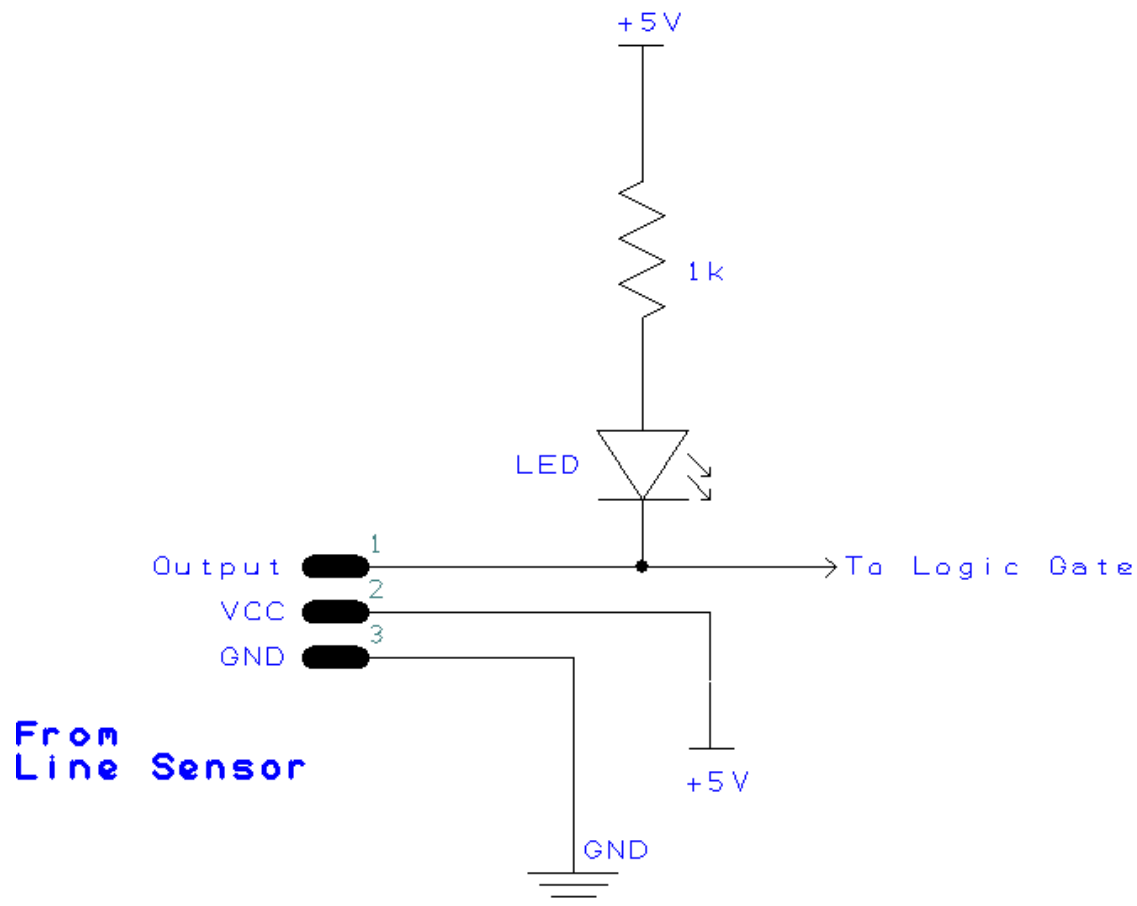 +5V
1k
LED
1
Output
To Logic Gate
2
VCC
3
GND
From
Line Sensor
+5V
GND